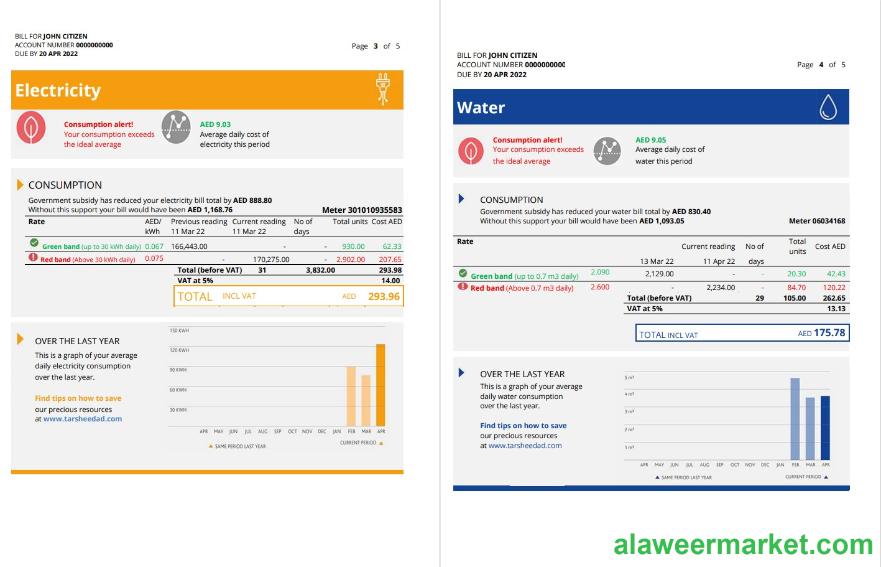 BILL FOR JOHN CITIZEN
ACCOUNT NUMBER 0000000000
DUE BY 20 APR 2022
Page 3 of 5
Electricity
Consumption alert!
Your consumption exceeds
the ideal average
AED 9.03
Average daily cost of
electricity this period
CONSUMPTION
Government subsidy has reduced your electricity bill total by AED 888.80
Without this support your bill would have been AED 1,168.76
Meter 301010935583
Rate AED/ kWh Previous reading 11 Mar 22 Current reading 11 Mar 22 No of days Total units Cost AED
Green band (up to 30 kWh daily) 0.067 166,443.00 - - 930.00 62.33
Red band (Above 30 kWh daily) 0.075 - 170,275.00 - 2,902.00 207.65
Total (before VAT) 31 3,832.00 293.98
VAT at 5% 14.00
TOTAL INCL VAT AED 293.96
OVER THE LAST YEAR
This is a graph of your average
daily electricity consumption
over the last year.
Find tips on how to save
our precious resources
at www.tarsheedad.com
150 KWH
120 KWH
90 KWH
60 KWH
30 KWH
APR MAY JUN JUL AUG SEP OCT NOV DEC JAN FEB MAR APR
SAME PERIOD LAST YEAR
CURRENT PERIOD
BILL FOR JOHN CITIZEN
ACCOUNT NUMBER 0000000000
DUE BY 20 APR 2022
Page 4 of 5
Water
Consumption alert!
Your consumption exceeds
the ideal average
AED 9.05
Average daily cost of
water this period
CONSUMPTION
Government subsidy has reduced your water bill total by AED 830.40
Without this support your bill would have been AED 1,093.05
Meter 06034168
Rate 13 Mar 22 Current reading 11 Apr 22 No of days Total units Cost AED
Green band (up to 0.7 m3 daily) 2.090 2,129.00 - - 20.30 42.43
Red band (Above 0.7 m3 daily) 2.600 - 2,234.00 - 84.70 120.22
Total (before VAT) 29 105.00 262.65
VAT at 5% 13.13
TOTAL INCL VAT AED 175.78
OVER THE LAST YEAR
This is a graph of your average
daily water consumption
over the last year.
Find tips on how to save
our precious resources
at www.tarsheedad.com
5 m³
4 m³
3 m³
2 m³
1 m³
APR MAY JUN JUL AUG SEP OCT NOV DEC JAN FEB MAR APR
SAME PERIOD LAST YEAR
CURRENT PERIOD
alaweermarket.com